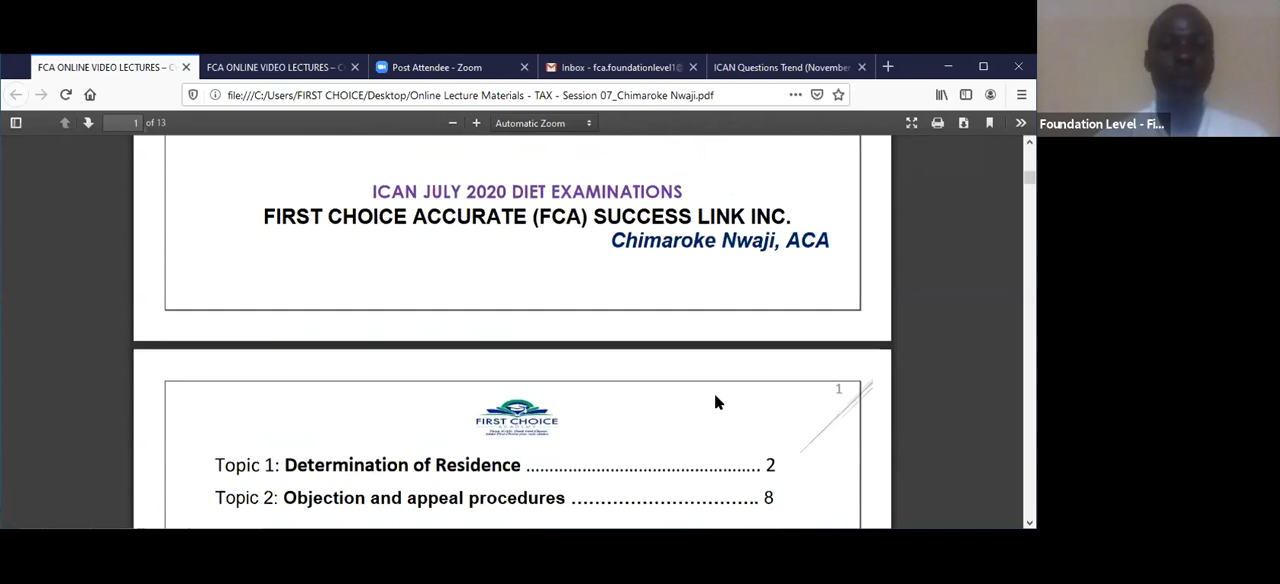 FCA ONLINE VIDEO LECTURES – C
FCA ONLINE VIDEO LECTURES – C
Post Attendee - Zoom
Inbox - fca.foundationlevel1@
ICAN Questions Trend (November
file:///C:/Users/FIRST CHOICE/Desktop/Online Lecture Materials - TAX - Session 07_Chimaroke Nwaji.pdf
1 of 13
Automatic Zoom
Foundation Level - Fi...
ICAN JULY 2020 DIET EXAMINATIONS
FIRST CHOICE ACCURATE (FCA) SUCCESS LINK INC.
Chimaroke Nwaji, ACA
1
FIRST CHOICE
Topic 1: Determination of Residence .................................................. 2
Topic 2: Objection and appeal procedures ................................. 8